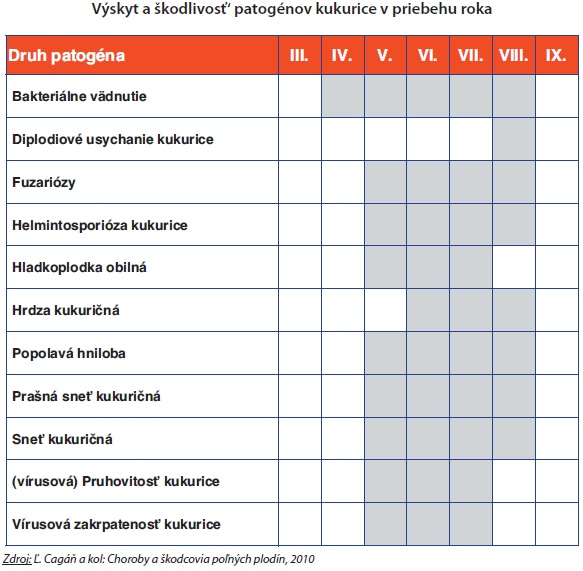 Výskyt a škodlivosť patogénov kukurice v priebehu roka
Druh patogéna III. IV. V. VI. VII. VIII. IX.
Bakteriálne vädnutie
Diplodiové usychanie kukurice
Fuzariózy
Helmintosporióza kukurice
Hladkoplodka obilná
Hrdza kukuričná
Popolavá hniloba
Prašná sneť kukuričná
Sneť kukuričná
(vírusová) Pruhovitosť kukurice
Vírusová zakrpatenosť kukurice
Zdroj: Ľ. Cagáň a kol: Choroby a škodcovia poľných plodín, 2010